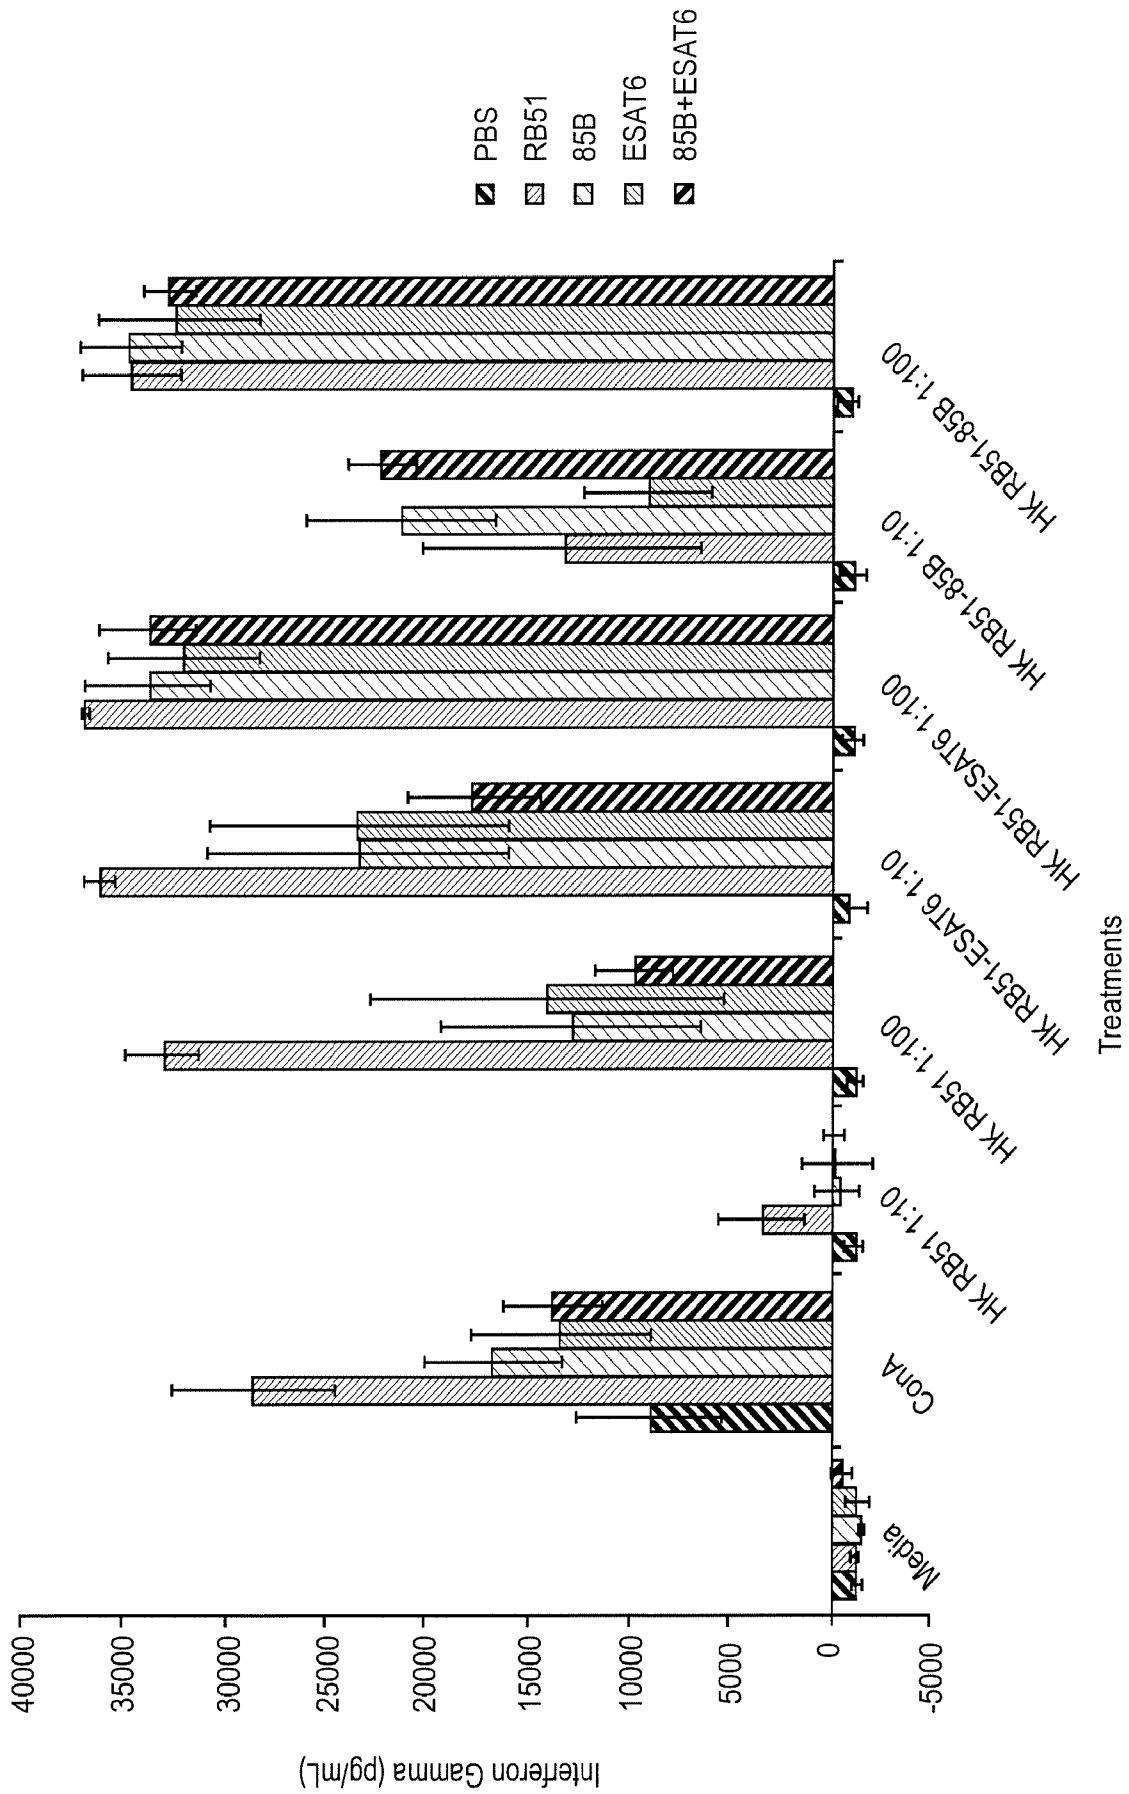 Interferon Gamma (pg/mL)
40000
35000
30000
25000
20000
15000
10000
5000
0
-5000
Media
ConA
HK RB51 1:10
HK RB51 1:100
HK RB51-ESAT6 1:10
HK RB51-ESAT6 1:100
HK RB51-85B 1:10
HK RB51-85B 1:100
Treatments
PBS
RB51
85B
ESAT6
85B+ESAT6